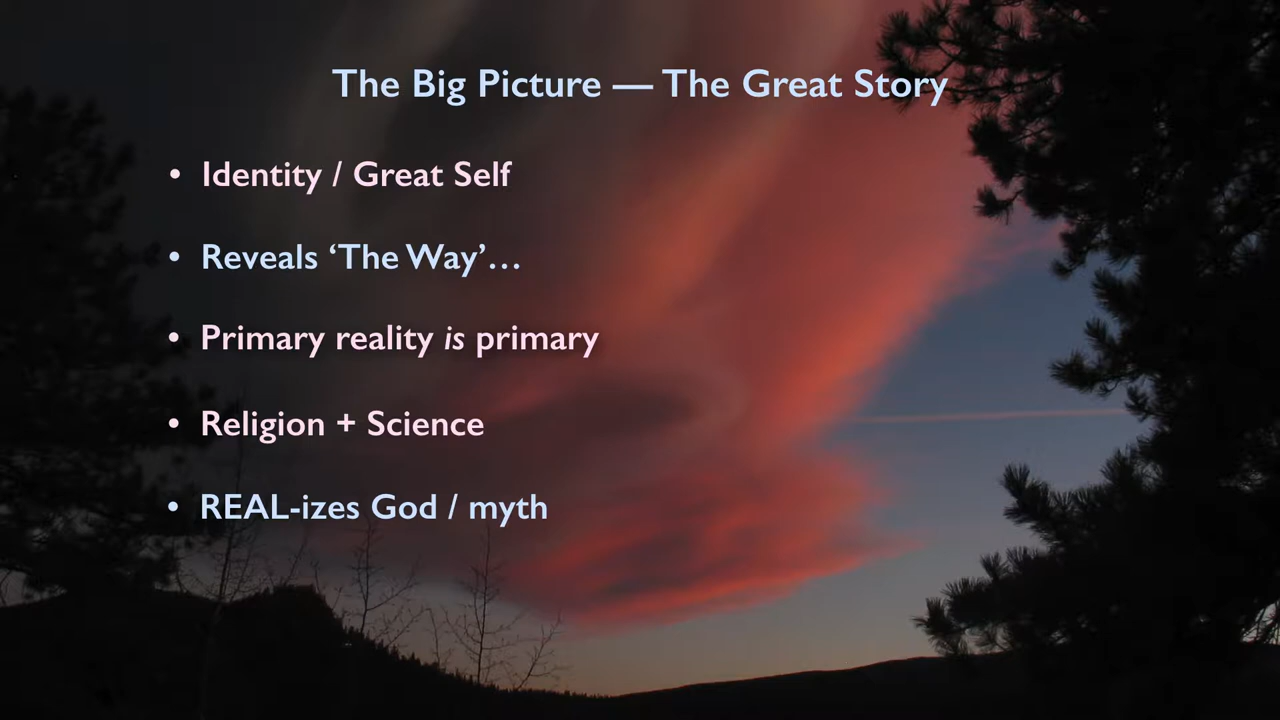 The Big Picture — The Great Story
• Identity / Great Self
• Reveals ‘The Way’…
• Primary reality is primary
• Religion + Science
• REAL-izes God / myth